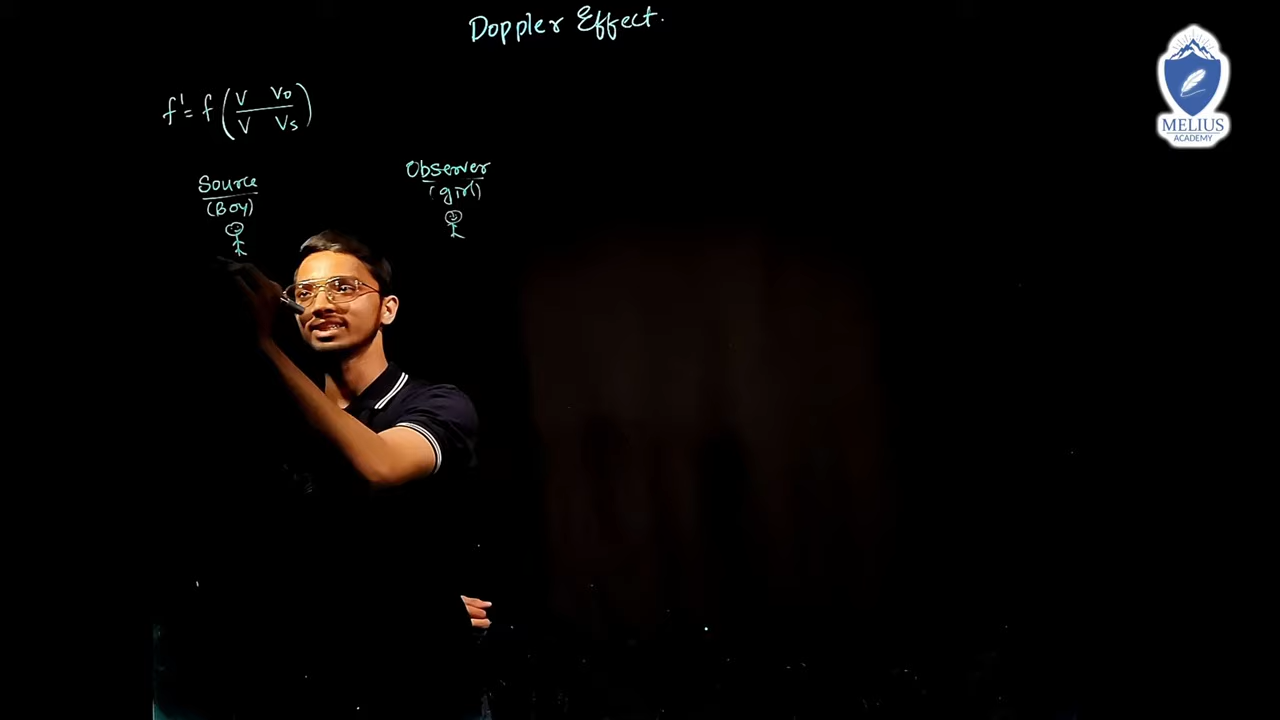 Doppler Effect.
f' = f (V Vo / V Vs)
Source
(Boy)
Observer
(girl)
MELIUS
ACADEMY